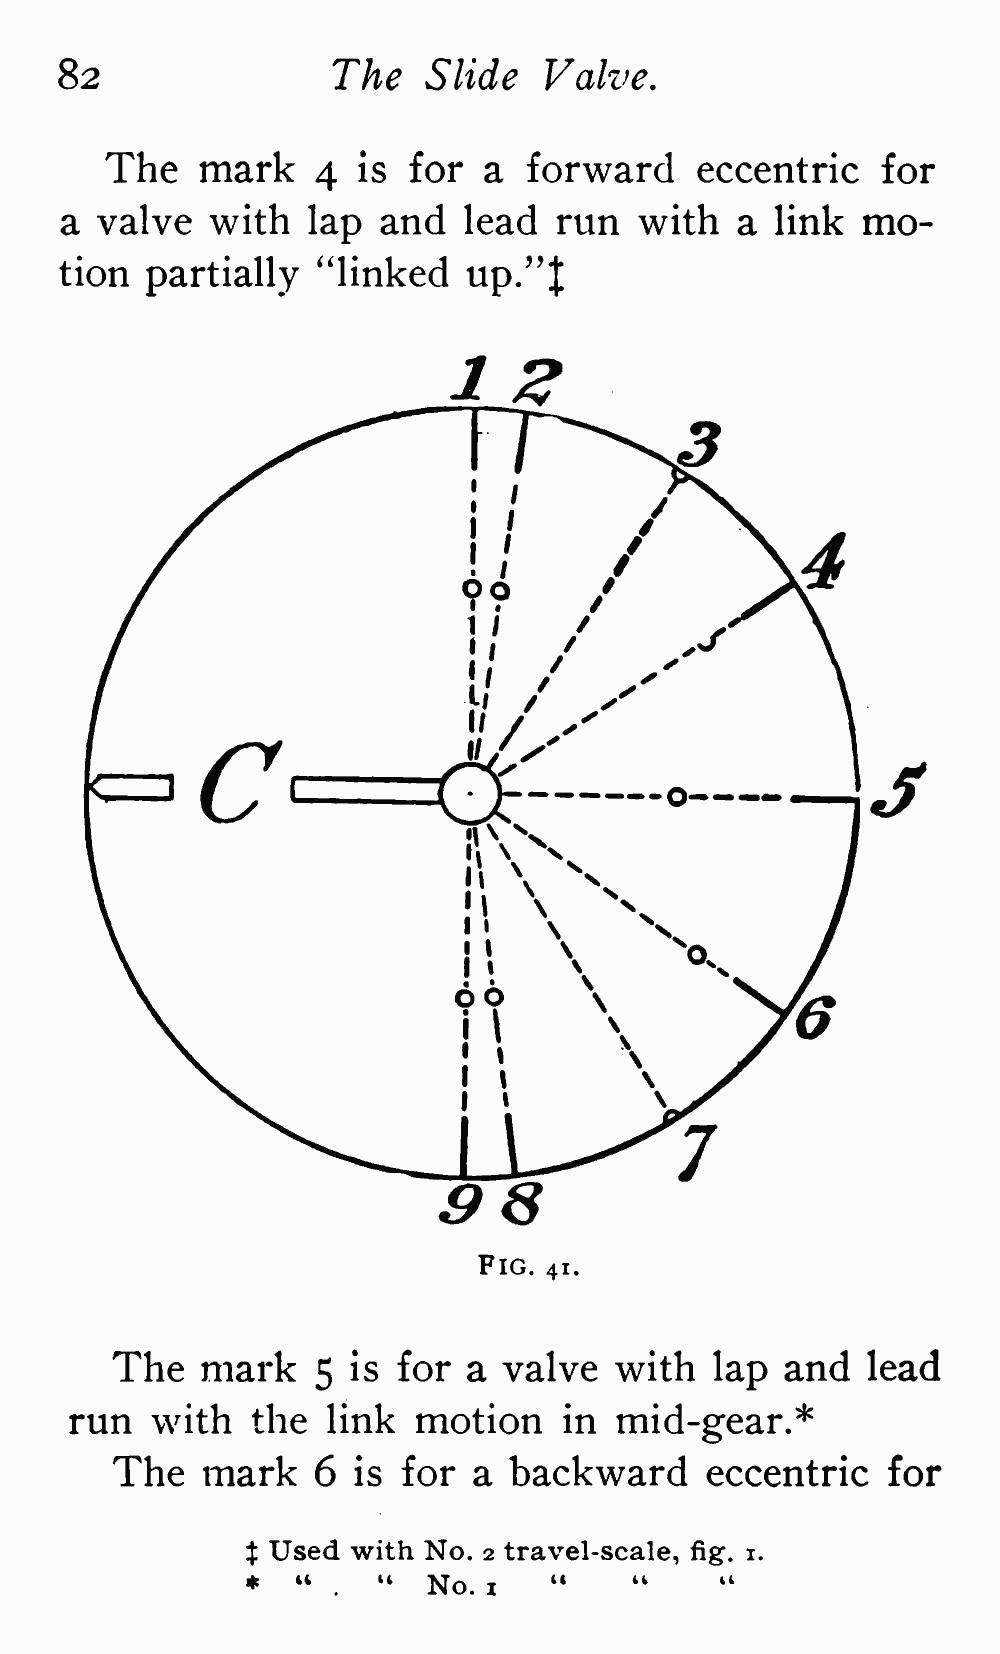 82 The Slide Valve.
The mark 4 is for a forward eccentric for
a valve with lap and lead run with a link mo-
tion partially “linked up.”‡
1 2
3
4
C
5
6
7
9 8
FIG. 41.
The mark 5 is for a valve with lap and lead
run with the link motion in mid-gear.*
The mark 6 is for a backward eccentric for
‡ Used with No. 2 travel-scale, fig. 1.
* “ . “ No. 1 “ “ “